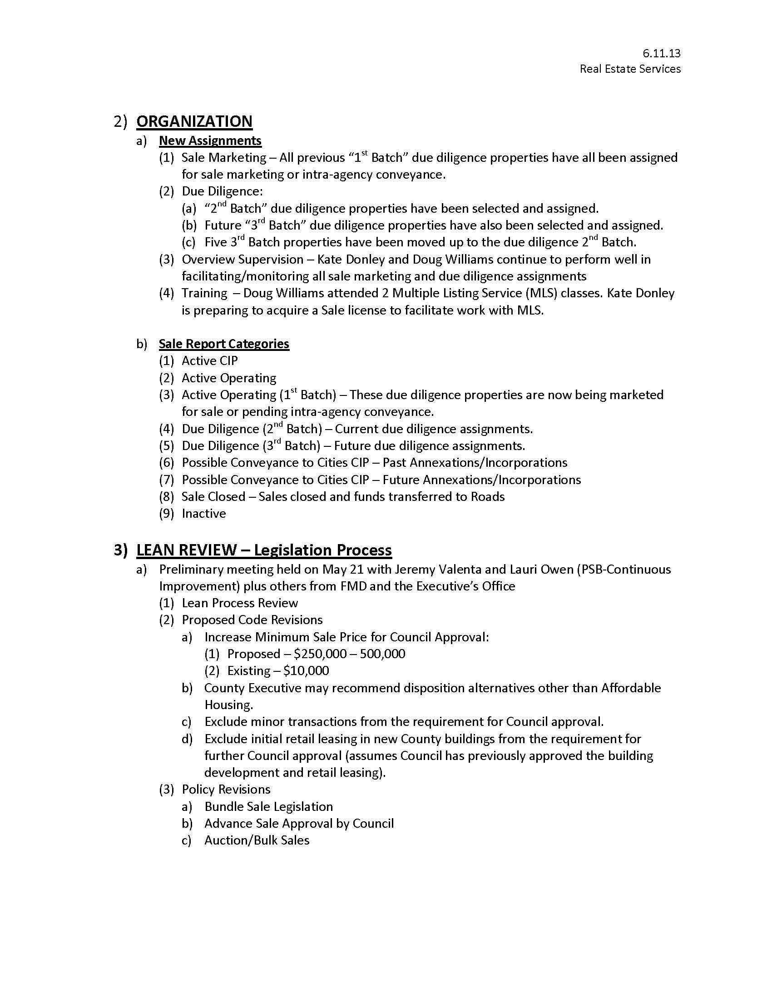 6.11.13
Real Estate Services
2) ORGANIZATION
a) New Assignments
(1) Sale Marketing – All previous “1st Batch” due diligence properties have all been assigned
for sale marketing or intra-agency conveyance.
(2) Due Diligence:
(a) “2nd Batch” due diligence properties have been selected and assigned.
(b) Future “3rd Batch” due diligence properties have also been selected and assigned.
(c) Five 3rd Batch properties have been moved up to the due diligence 2nd Batch.
(3) Overview Supervision – Kate Donley and Doug Williams continue to perform well in
facilitating/monitoring all sale marketing and due diligence assignments
(4) Training – Doug Williams attended 2 Multiple Listing Service (MLS) classes. Kate Donley
is preparing to acquire a Sale license to facilitate work with MLS.
b) Sale Report Categories
(1) Active CIP
(2) Active Operating
(3) Active Operating (1st Batch) – These due diligence properties are now being marketed
for sale or pending intra-agency conveyance.
(4) Due Diligence (2nd Batch) – Current due diligence assignments.
(5) Due Diligence (3rd Batch) – Future due diligence assignments.
(6) Possible Conveyance to Cities CIP – Past Annexations/Incorporations
(7) Possible Conveyance to Cities CIP – Future Annexations/Incorporations
(8) Sale Closed – Sales closed and funds transferred to Roads
(9) Inactive
3) LEAN REVIEW – Legislation Process
a) Preliminary meeting held on May 21 with Jeremy Valenta and Lauri Owen (PSB-Continuous
Improvement) plus others from FMD and the Executive’s Office
(1) Lean Process Review
(2) Proposed Code Revisions
a) Increase Minimum Sale Price for Council Approval:
(1) Proposed – $250,000 – 500,000
(2) Existing – $10,000
b) County Executive may recommend disposition alternatives other than Affordable
Housing.
c) Exclude minor transactions from the requirement for Council approval.
d) Exclude initial retail leasing in new County buildings from the requirement for
further Council approval (assumes Council has previously approved the building
development and retail leasing).
(3) Policy Revisions
a) Bundle Sale Legislation
b) Advance Sale Approval by Council
c) Auction/Bulk Sales